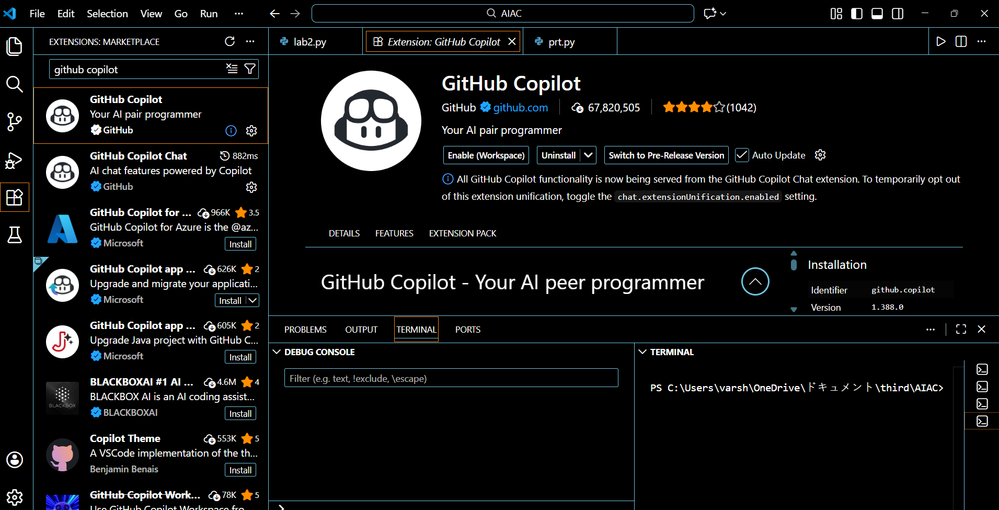 File Edit Selection View Go Run ···
AIAC
EXTENSIONS: MARKETPLACE
github copilot
GitHub Copilot
Your AI pair programmer
GitHub
GitHub Copilot Chat 882ms
AI chat features powered by Copilot
GitHub
GitHub Copilot for ... 966K 3.5
GitHub Copilot for Azure is the @az...
Microsoft Install
GitHub Copilot app ... 626K 2
Upgrade and migrate your applicati...
Microsoft Install
GitHub Copilot app ... 605K 2
Upgrade Java project with GitHub C...
Microsoft Install
BLACKBOXAI #1 AI ... 4.6M 4
BLACKBOX AI is an AI coding assist...
BLACKBOX
BLACKBOXAI Install
Copilot Theme 553K 5
A VSCode implementation of the th...
Benjamin Benais Install
GitHub Copilot Work... 78K 5
Use GitHub Copilot Workspace fro...
lab2.py Extension: GitHub Copilot prt.py
GitHub Copilot
GitHub github.com 67,820,505 (1042)
Your AI pair programmer
Enable (Workspace) Uninstall Switch to Pre-Release Version Auto Update
All GitHub Copilot functionality is now being served from the GitHub Copilot Chat extension. To temporarily opt out
of this extension unification, toggle the chat.extensionUnification.enabled setting.
DETAILS FEATURES EXTENSION PACK
GitHub Copilot - Your AI peer programmer
Installation
Identifier github.copilot
Version 1.388.0
PROBLEMS OUTPUT TERMINAL PORTS
DEBUG CONSOLE
Filter (e.g. text, !exclude, \escape)
TERMINAL
PS C:\Users\varsh\OneDrive\ドキュメント\third\AIAC>